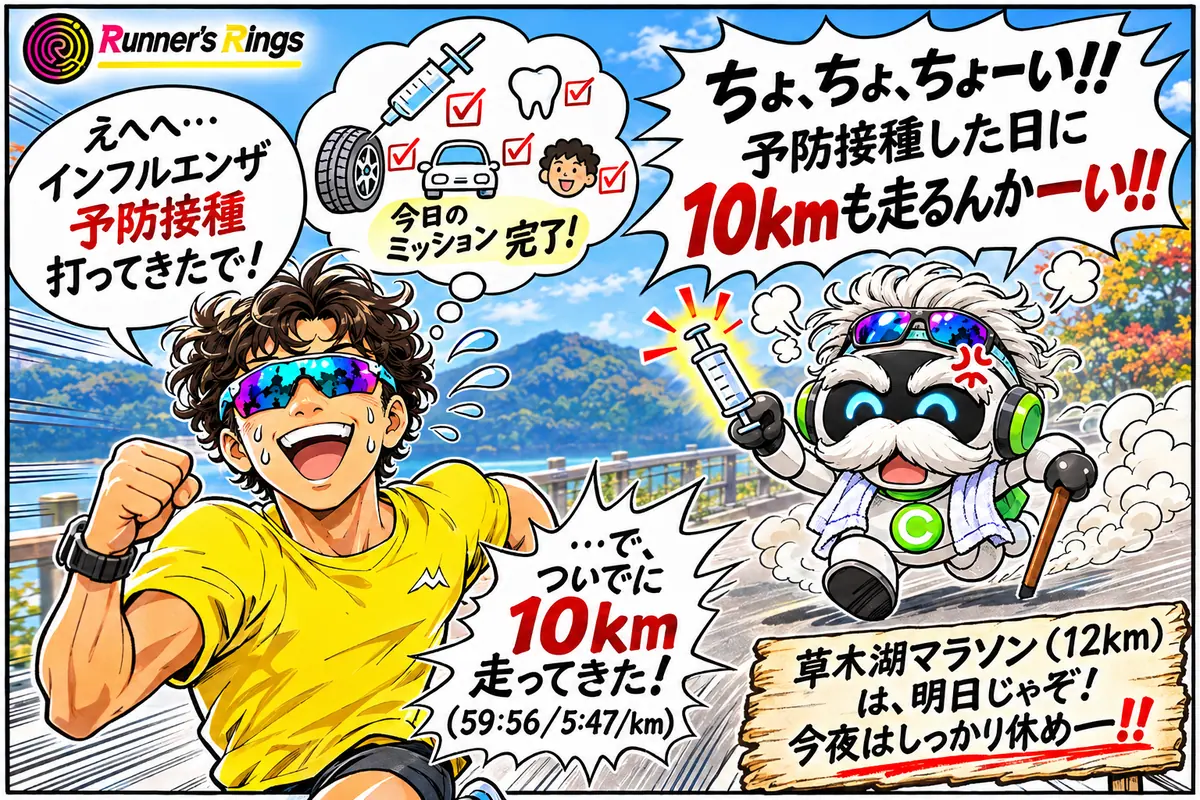 Runner's Rings
えへへ…
インフルエンザ
予防接種
打ってきたで!
今日の
ミッション 完了!
ちょ、ちょ、ちょーい!!
予防接種した日に
10kmも走るんかーい!!
…で、
ついでに
10km
走ってきた!
(59:56/5:47/km)
C
草木湖マラソン(12km)
は、明日じゃぞ!
今夜はしっかり休めー!!